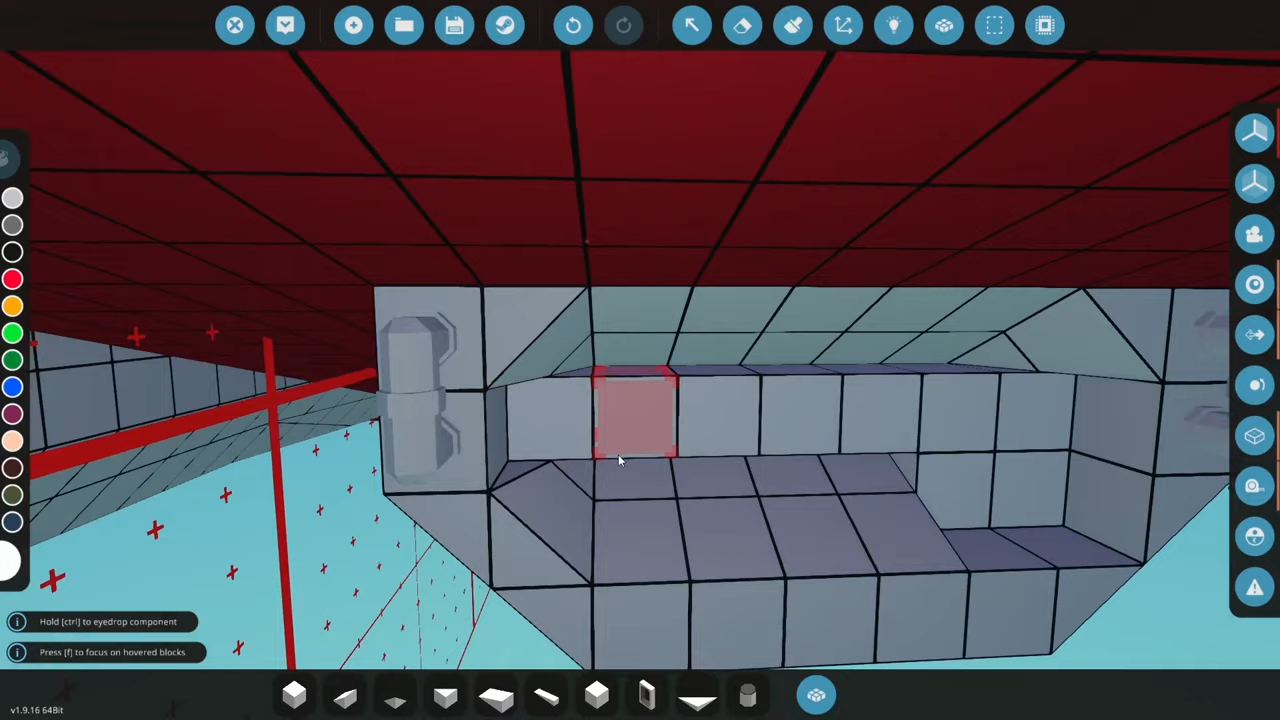 Hold [ctrl] to eyedrop component
Press [f] to focus on hovered blocks
v1.9.16 64Bit